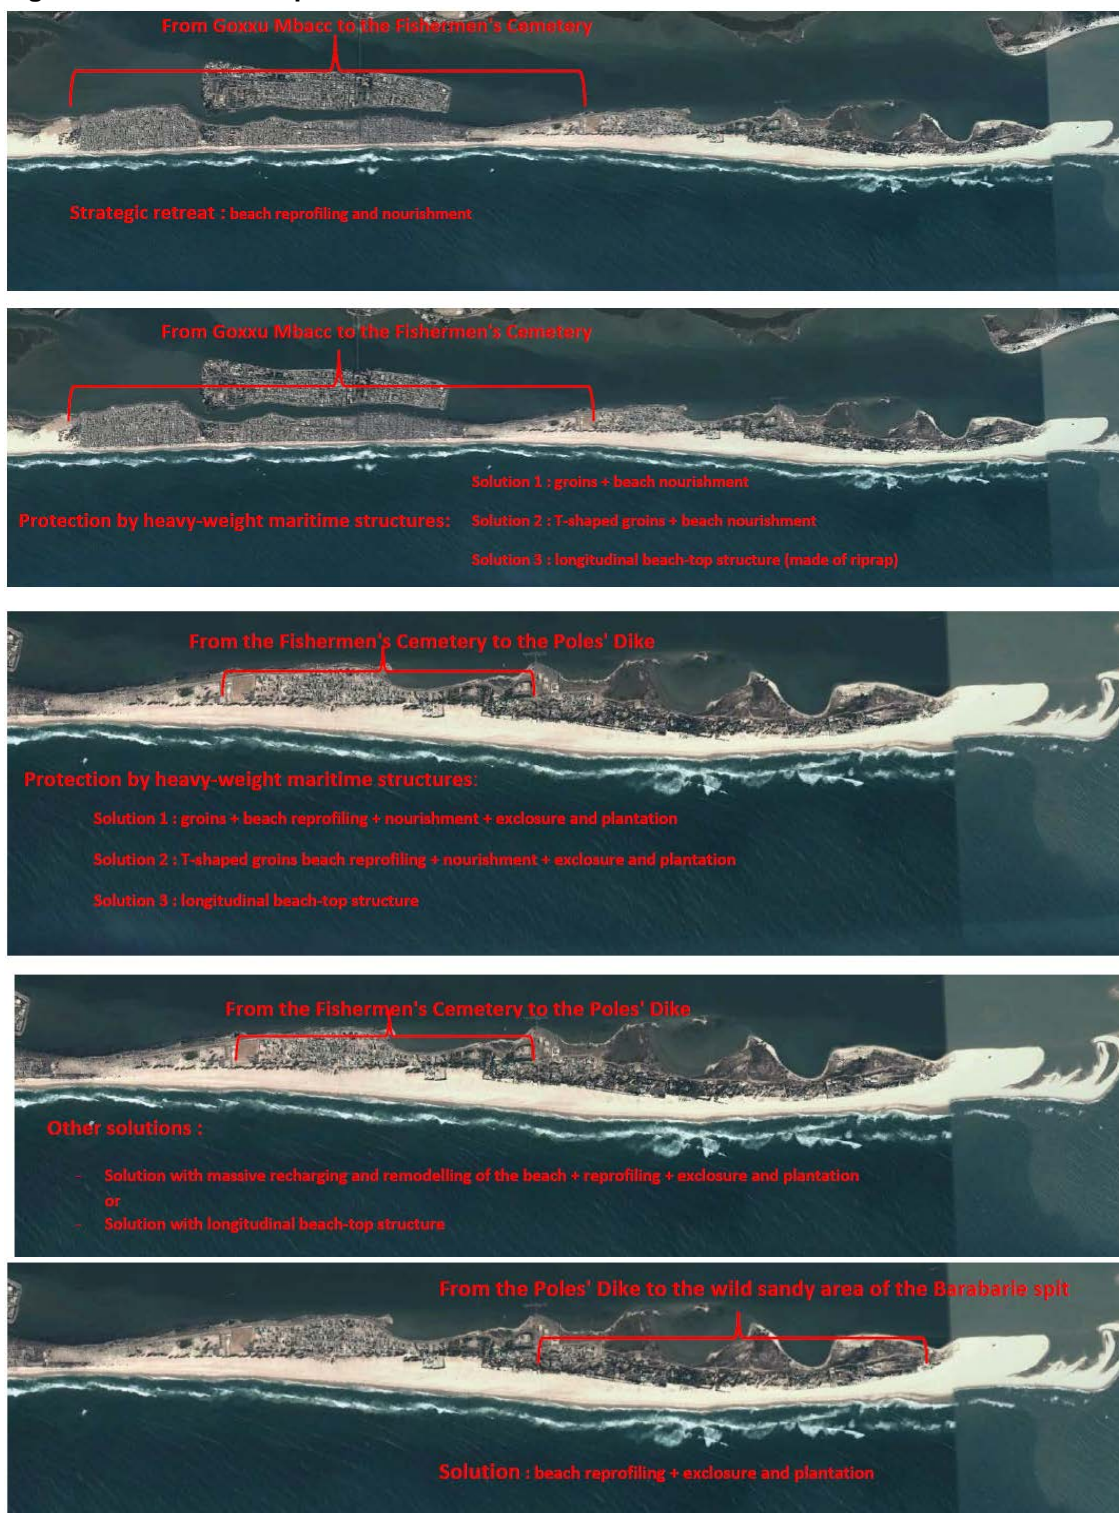 From Goxxu Mbacc to the Fishermen's Cemetery
Strategic retreat : beach reprofiling and nourishment
From Goxxu Mbacc to the Fishermen's Cemetery
Solution 1 : groins + beach nourishment
Protection by heavy-weight maritime structures:
Solution 2 : T-shaped groins + beach nourishment
Solution 3 : longitudinal beach-top structure (made of riprap)
From the Fishermen's Cemetery to the Poles' Dike
Protection by heavy-weight maritime structures:
Solution 1 : groins + beach reprofiling + nourishment + exclosure and plantation
Solution 2 : T-shaped groins beach reprofiling + nourishment + exclosure and plantation
Solution 3 : longitudinal beach-top structure
From the Fishermen's Cemetery to the Poles' Dike
Other solutions :
- Solution with massive recharging and remodelling of the beach + reprofiling + exclosure and plantation
or
- Solution with longitudinal beach-top structure
From the Poles' Dike to the wild sandy area of the Barabarie spit
Solution : beach reprofiling + exclosure and plantation